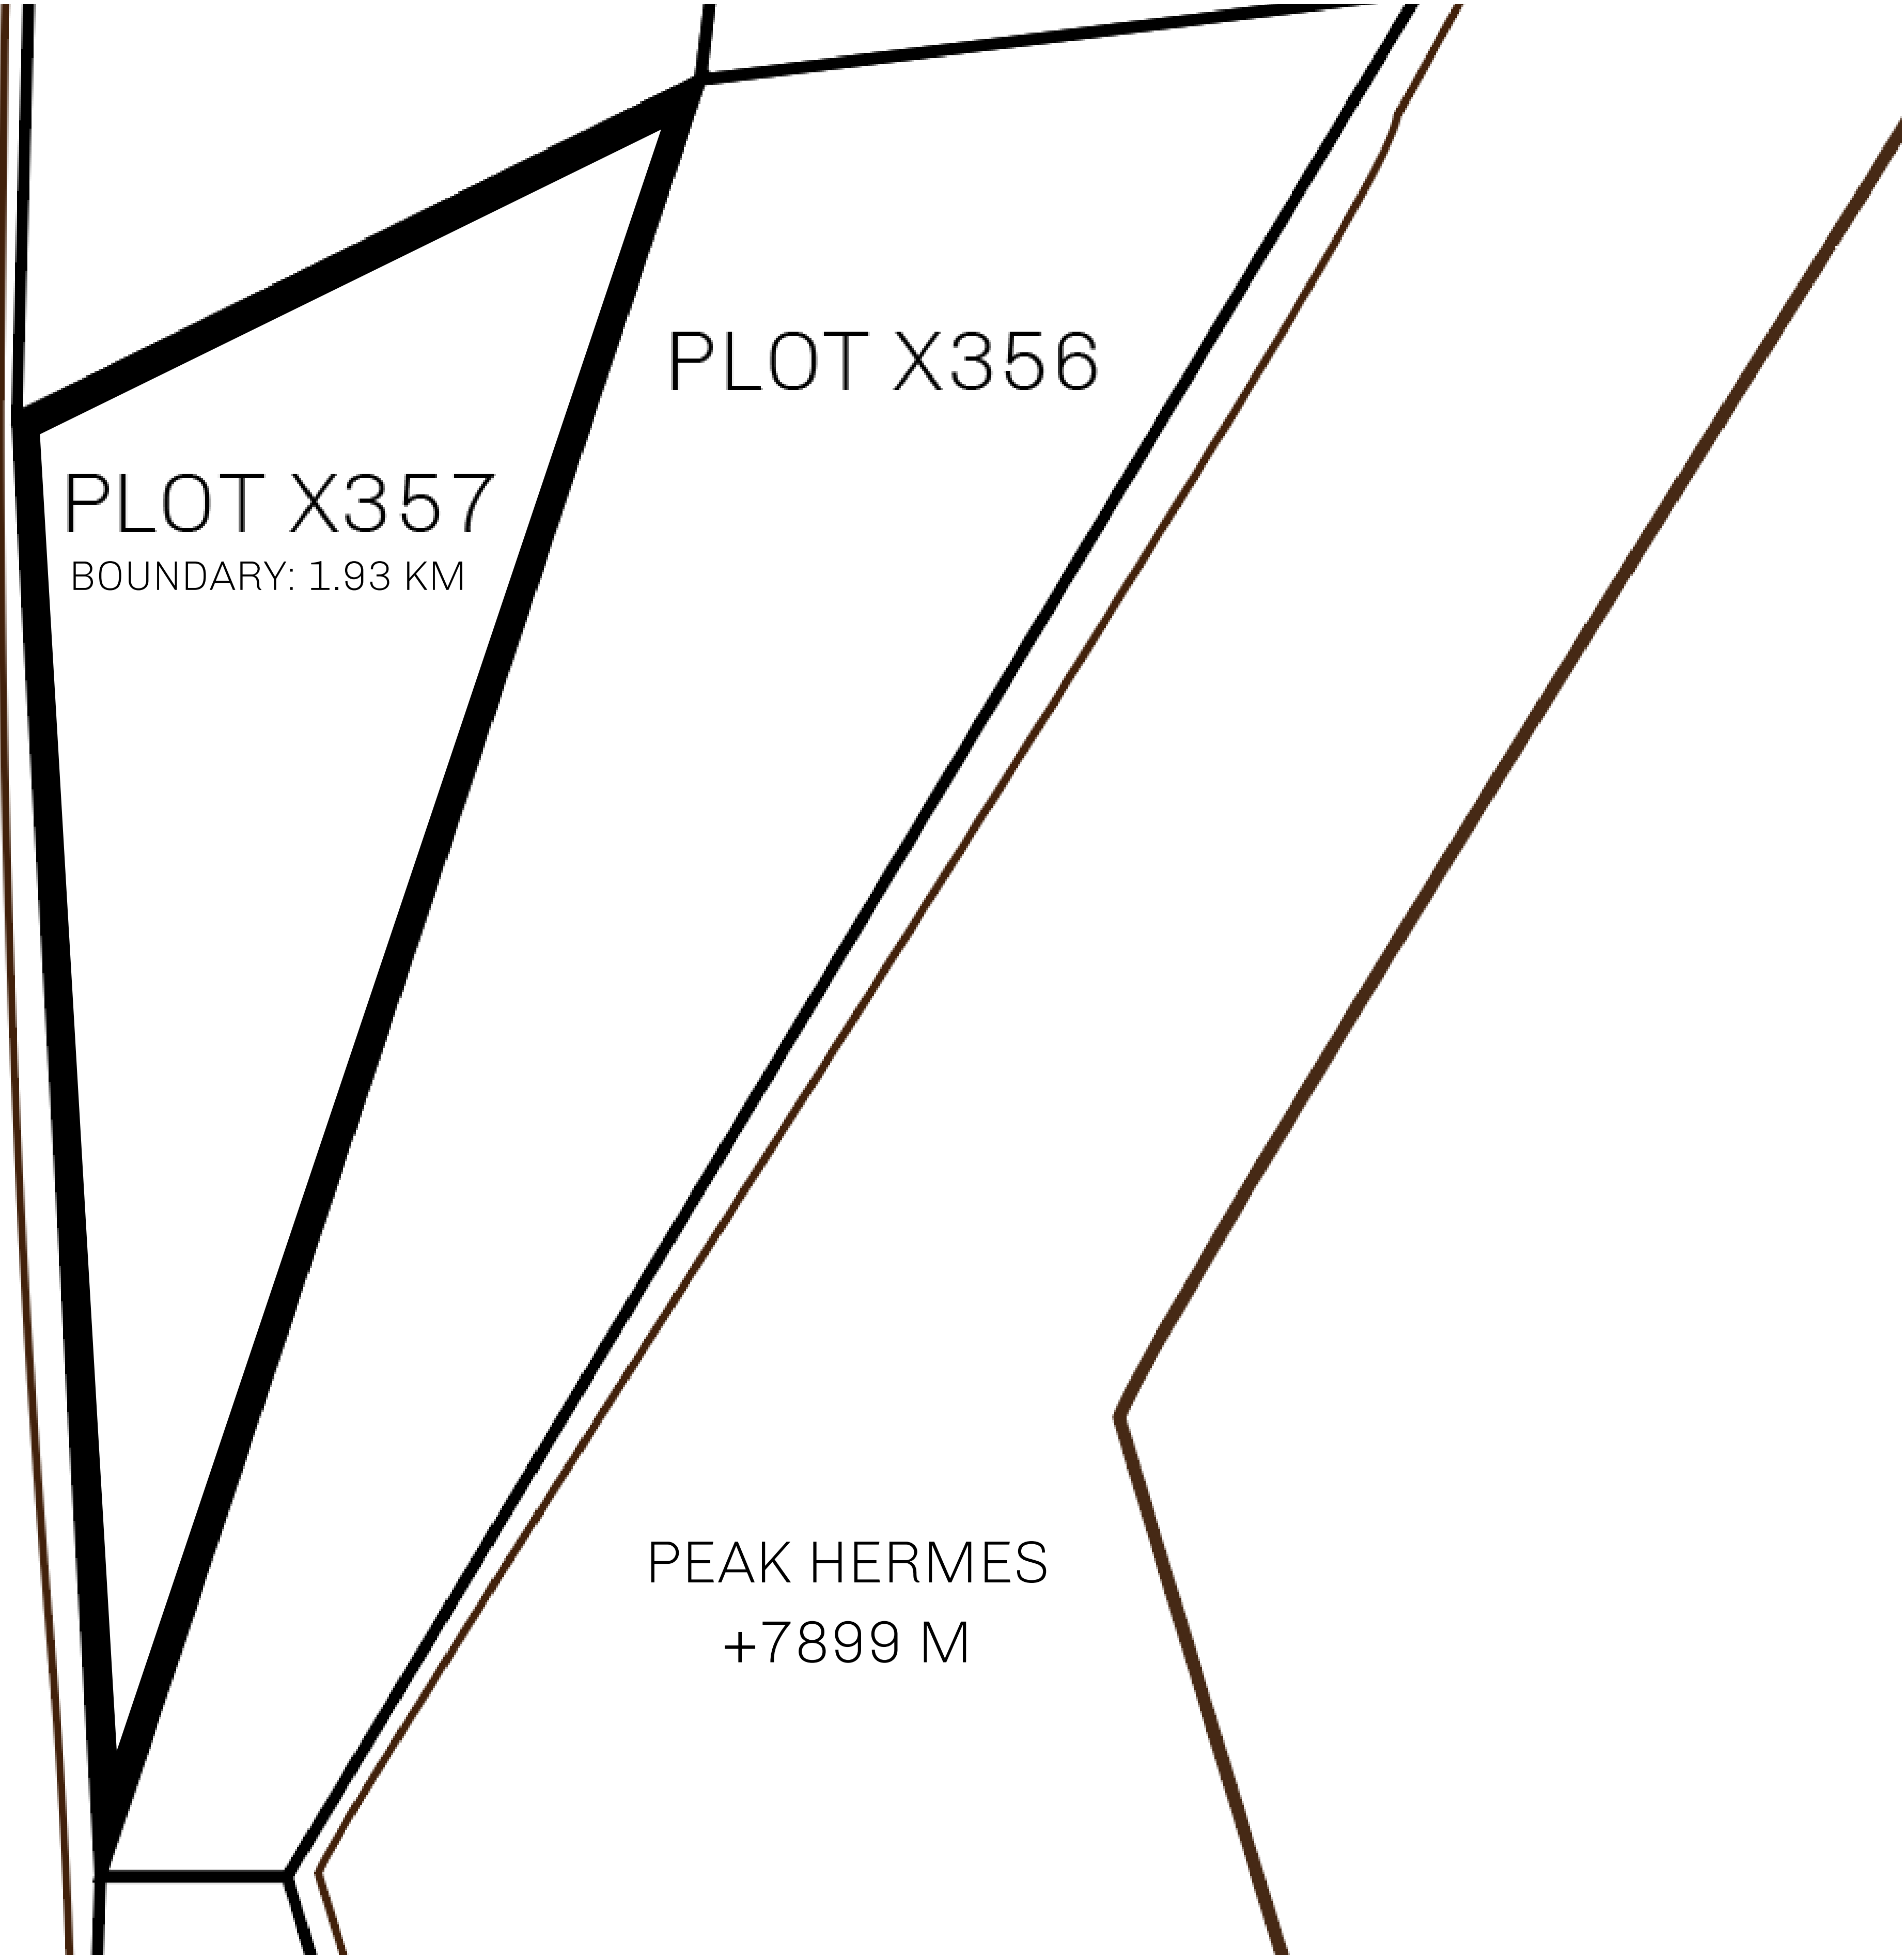 PLOT X356
PLOT X357
BOUNDARY: 1.93 KM
PEAK HERMES
+7899 M